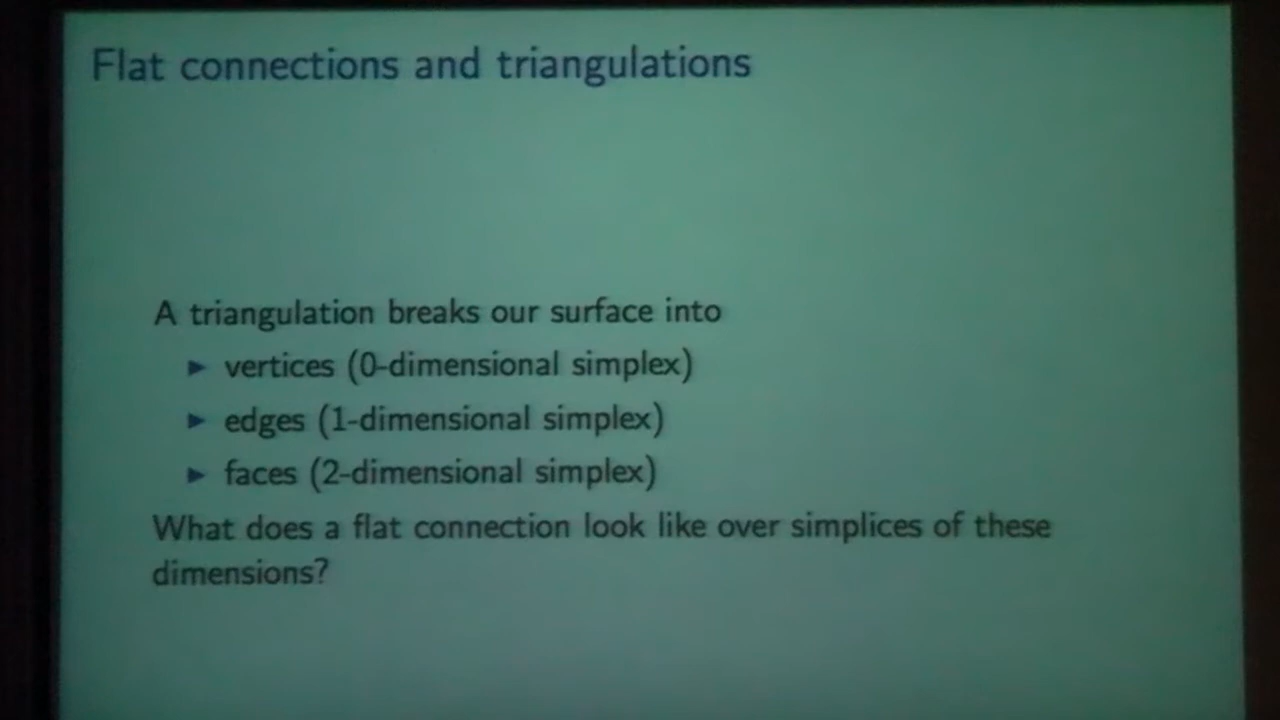 Flat connections and triangulations
A triangulation breaks our surface into
▶ vertices (0-dimensional simplex)
▶ edges (1-dimensional simplex)
▶ faces (2-dimensional simplex)
What does a flat connection look like over simplices of these
dimensions?